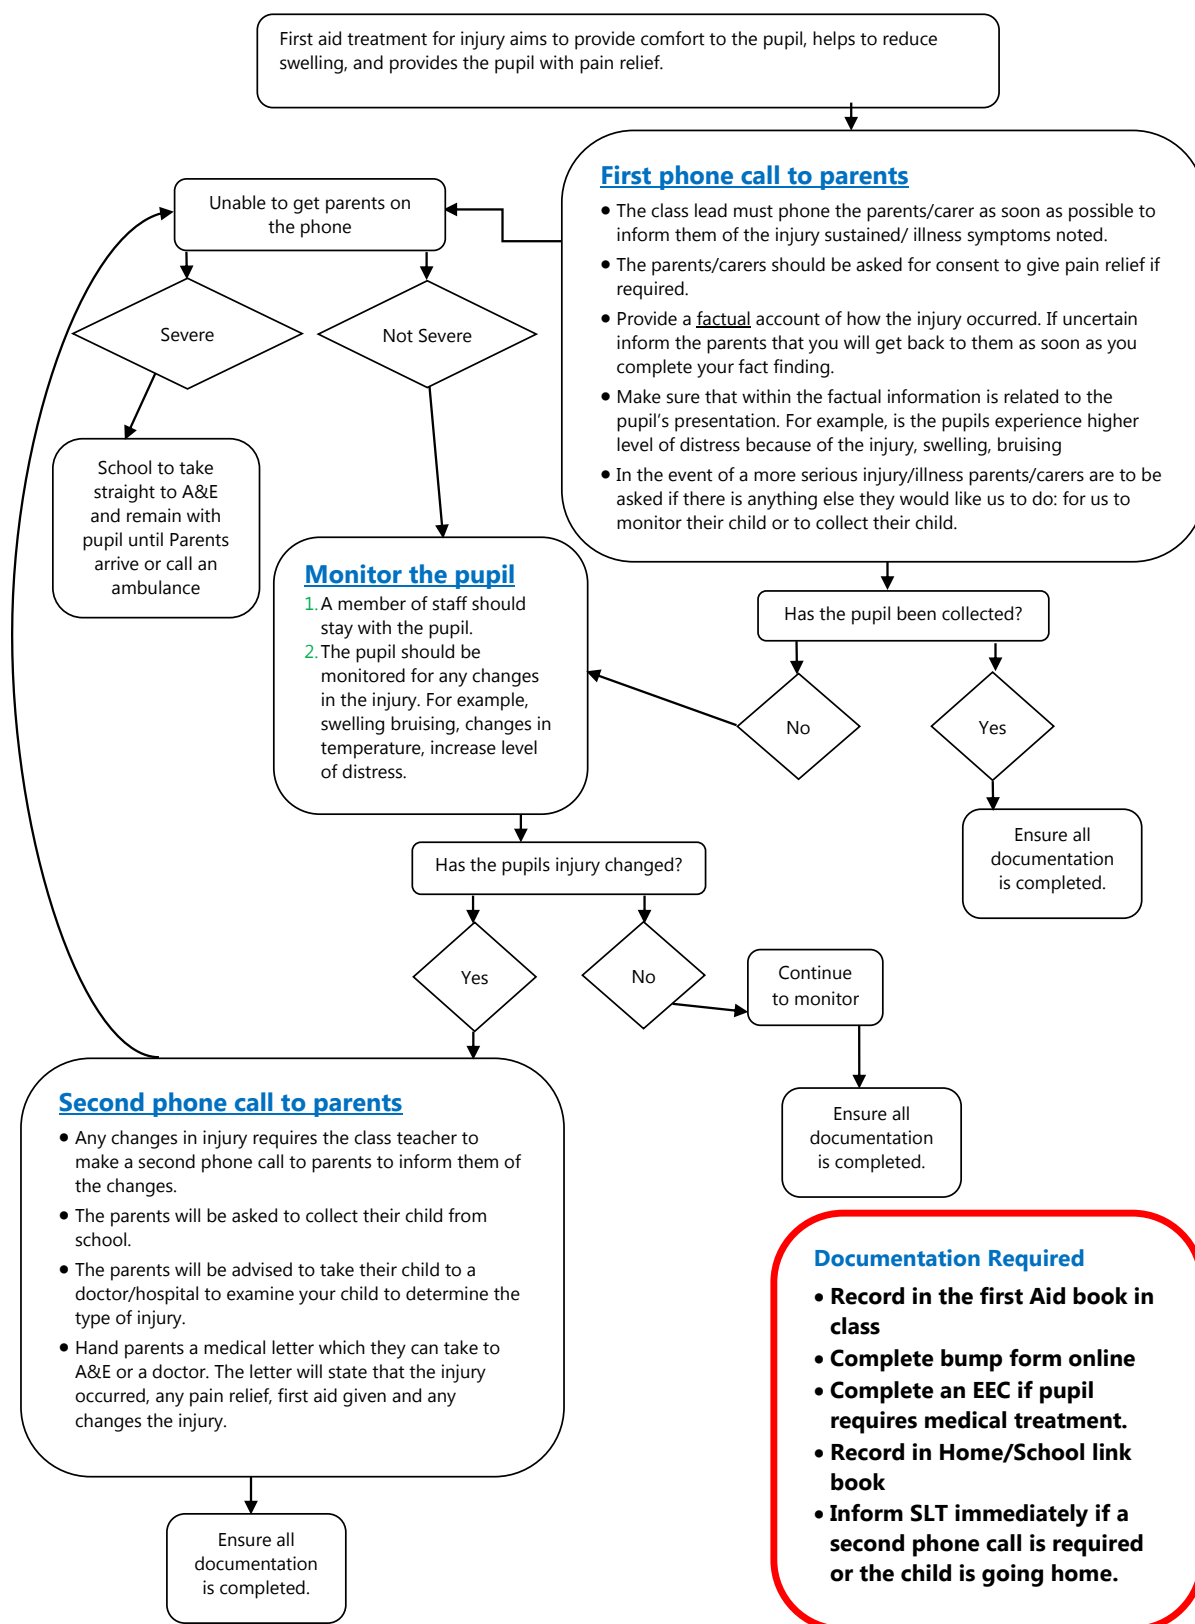 First aid treatment for injury aims to provide comfort to the pupil, helps to reduce
swelling, and provides the pupil with pain relief.
First phone call to parents
• The class lead must phone the parents/carer as soon as possible to
inform them of the injury sustained/ illness symptoms noted.
• The parents/carers should be asked for consent to give pain relief if
required.
• Provide a factual account of how the injury occurred. If uncertain
inform the parents that you will get back to them as soon as you
complete your fact finding.
• Make sure that within the factual information is related to the
pupil’s presentation. For example, is the pupils experience higher
level of distress because of the injury, swelling, bruising
• In the event of a more serious injury/illness parents/carers are to be
asked if there is anything else they would like us to do: for us to
monitor their child or to collect their child.
Unable to get parents on
the phone
Severe
Not Severe
School to take
straight to A&E
and remain with
pupil until Parents
arrive or call an
ambulance
Monitor the pupil
1. A member of staff should
stay with the pupil.
2. The pupil should be
monitored for any changes
in the injury. For example,
swelling bruising, changes in
temperature, increase level
of distress.
Has the pupil been collected?
No
Yes
Ensure all
documentation
is completed.
Has the pupils injury changed?
Yes
No
Continue
to monitor
Ensure all
documentation
is completed.
Second phone call to parents
• Any changes in injury requires the class teacher to
make a second phone call to parents to inform them of
the changes.
• The parents will be asked to collect their child from
school.
• The parents will be advised to take their child to a
doctor/hospital to examine your child to determine the
type of injury.
• Hand parents a medical letter which they can take to
A&E or a doctor. The letter will state that the injury
occurred, any pain relief, first aid given and any
changes the injury.
Ensure all
documentation
is completed.
Documentation Required
• Record in the first Aid book in
class
• Complete bump form online
• Complete an EEC if pupil
requires medical treatment.
• Record in Home/School link
book
• Inform SLT immediately if a
second phone call is required
or the child is going home.